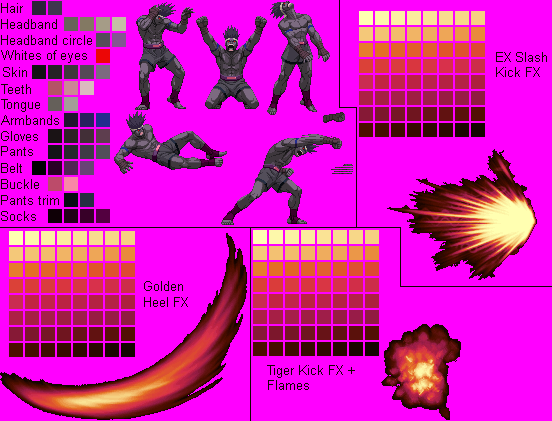 Hair
Headband
Headband circle
Whites of eyes
Skin
Teeth
Tongue
Armbands
Gloves
Pants
Belt
Buckle
Pants trim
Socks
EX Slash
Kick FX
Golden
Heel FX
Tiger Kick FX +
Flames